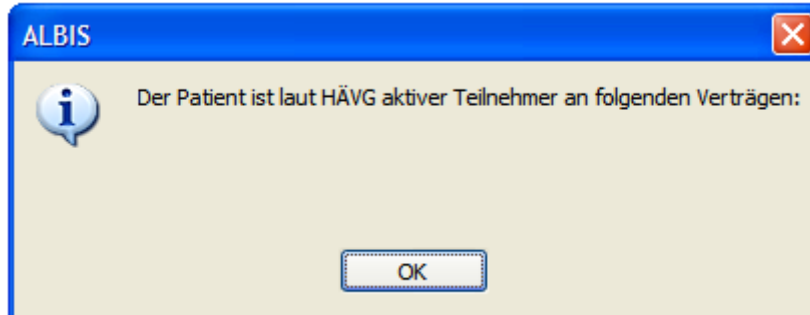 ALBIS
Der Patient ist laut HÄVG aktiver Teilnehmer an folgenden Verträgen:
OK